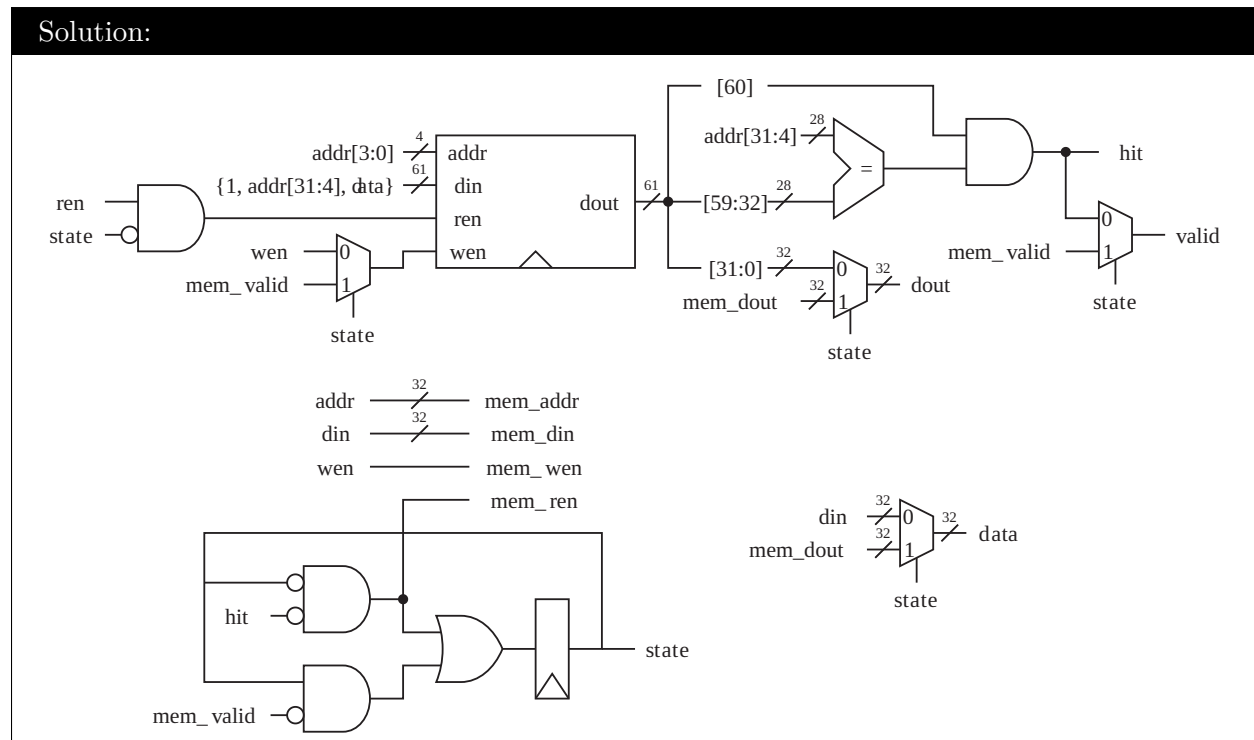 Solution:
[60]
addr[31:4] 28
4
addr[3:0] addr
hit
{1, addr[31:4], data} 61 din
=
ren
dout 61
[59:32] 28
0
ren
state
valid
wen 0
wen
mem_valid 1
mem_valid 1
[31:0] 32 0
32 dout
mem_dout 32 1
state
state
state
addr 32 mem_addr
din 32 mem_din
wen mem_wen
mem_ren
din 32 0
32 data
mem_dout 32 1
state
hit
state
mem_valid